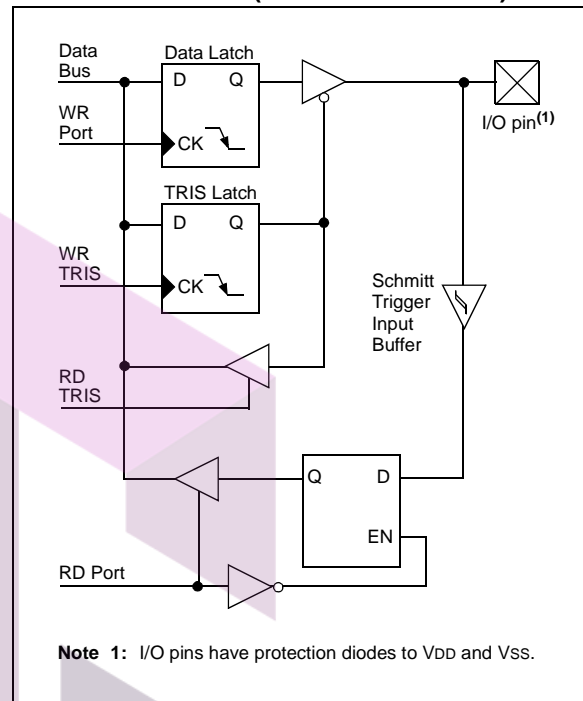 Data
Bus
Data Latch
D Q
WR
Port
CK
I/O pin(1)
TRIS Latch
D Q
WR
TRIS
CK
Schmitt
Trigger
Input
Buffer
RD
TRIS
Q D
EN
RD Port
Note 1: I/O pins have protection diodes to VDD and VSS.